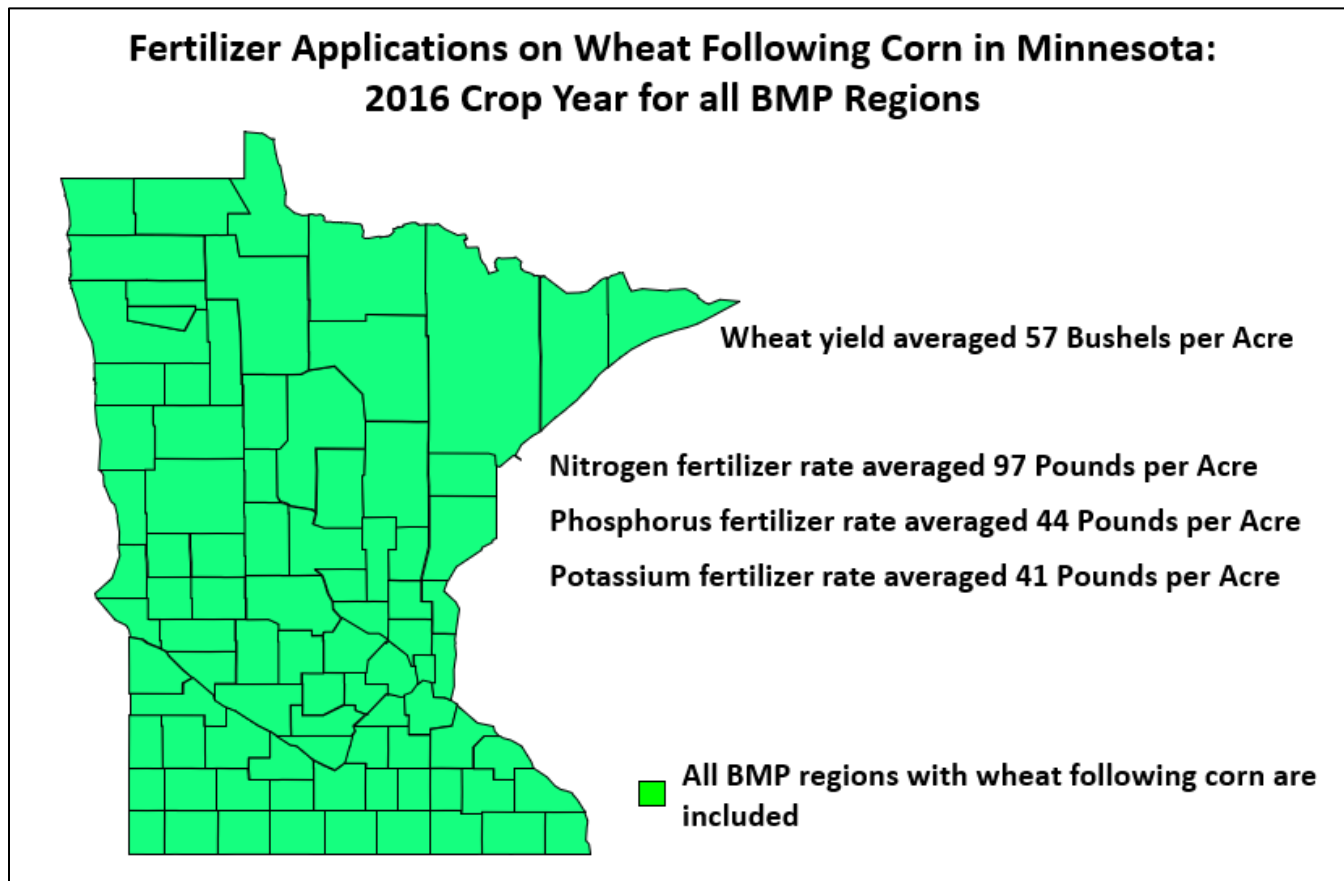 Fertilizer Applications on Wheat Following Corn in Minnesota:
2016 Crop Year for all BMP Regions
Wheat yield averaged 57 Bushels per Acre
Nitrogen fertilizer rate averaged 97 Pounds per Acre
Phosphorus fertilizer rate averaged 44 Pounds per Acre
Potassium fertilizer rate averaged 41 Pounds per Acre
All BMP regions with wheat following corn are
included